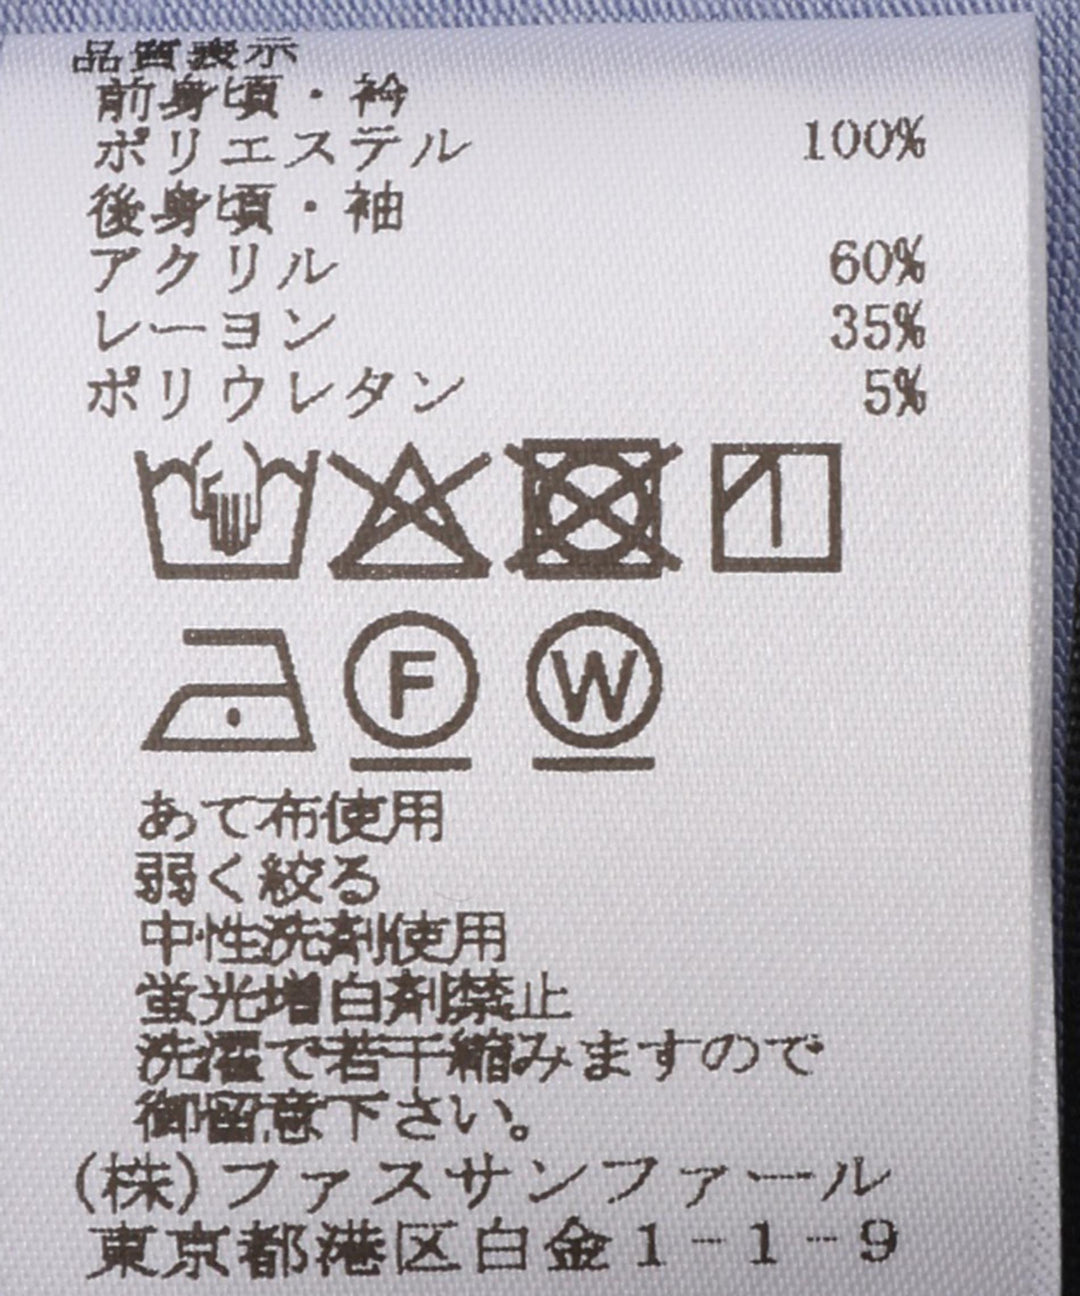 品質表示
前身頃・衿
ポリエステル 100%
後身頃・袖
アクリル 60%
レーヨン 35%
ポリウレタン 5%
F W
あて布使用
弱く絞る
中性洗剤使用
蛍光増白剤禁止
洗濯で若干縮みますので
御留意下さい。
(株)ファスサンファール
東京都港区白金1-1-9